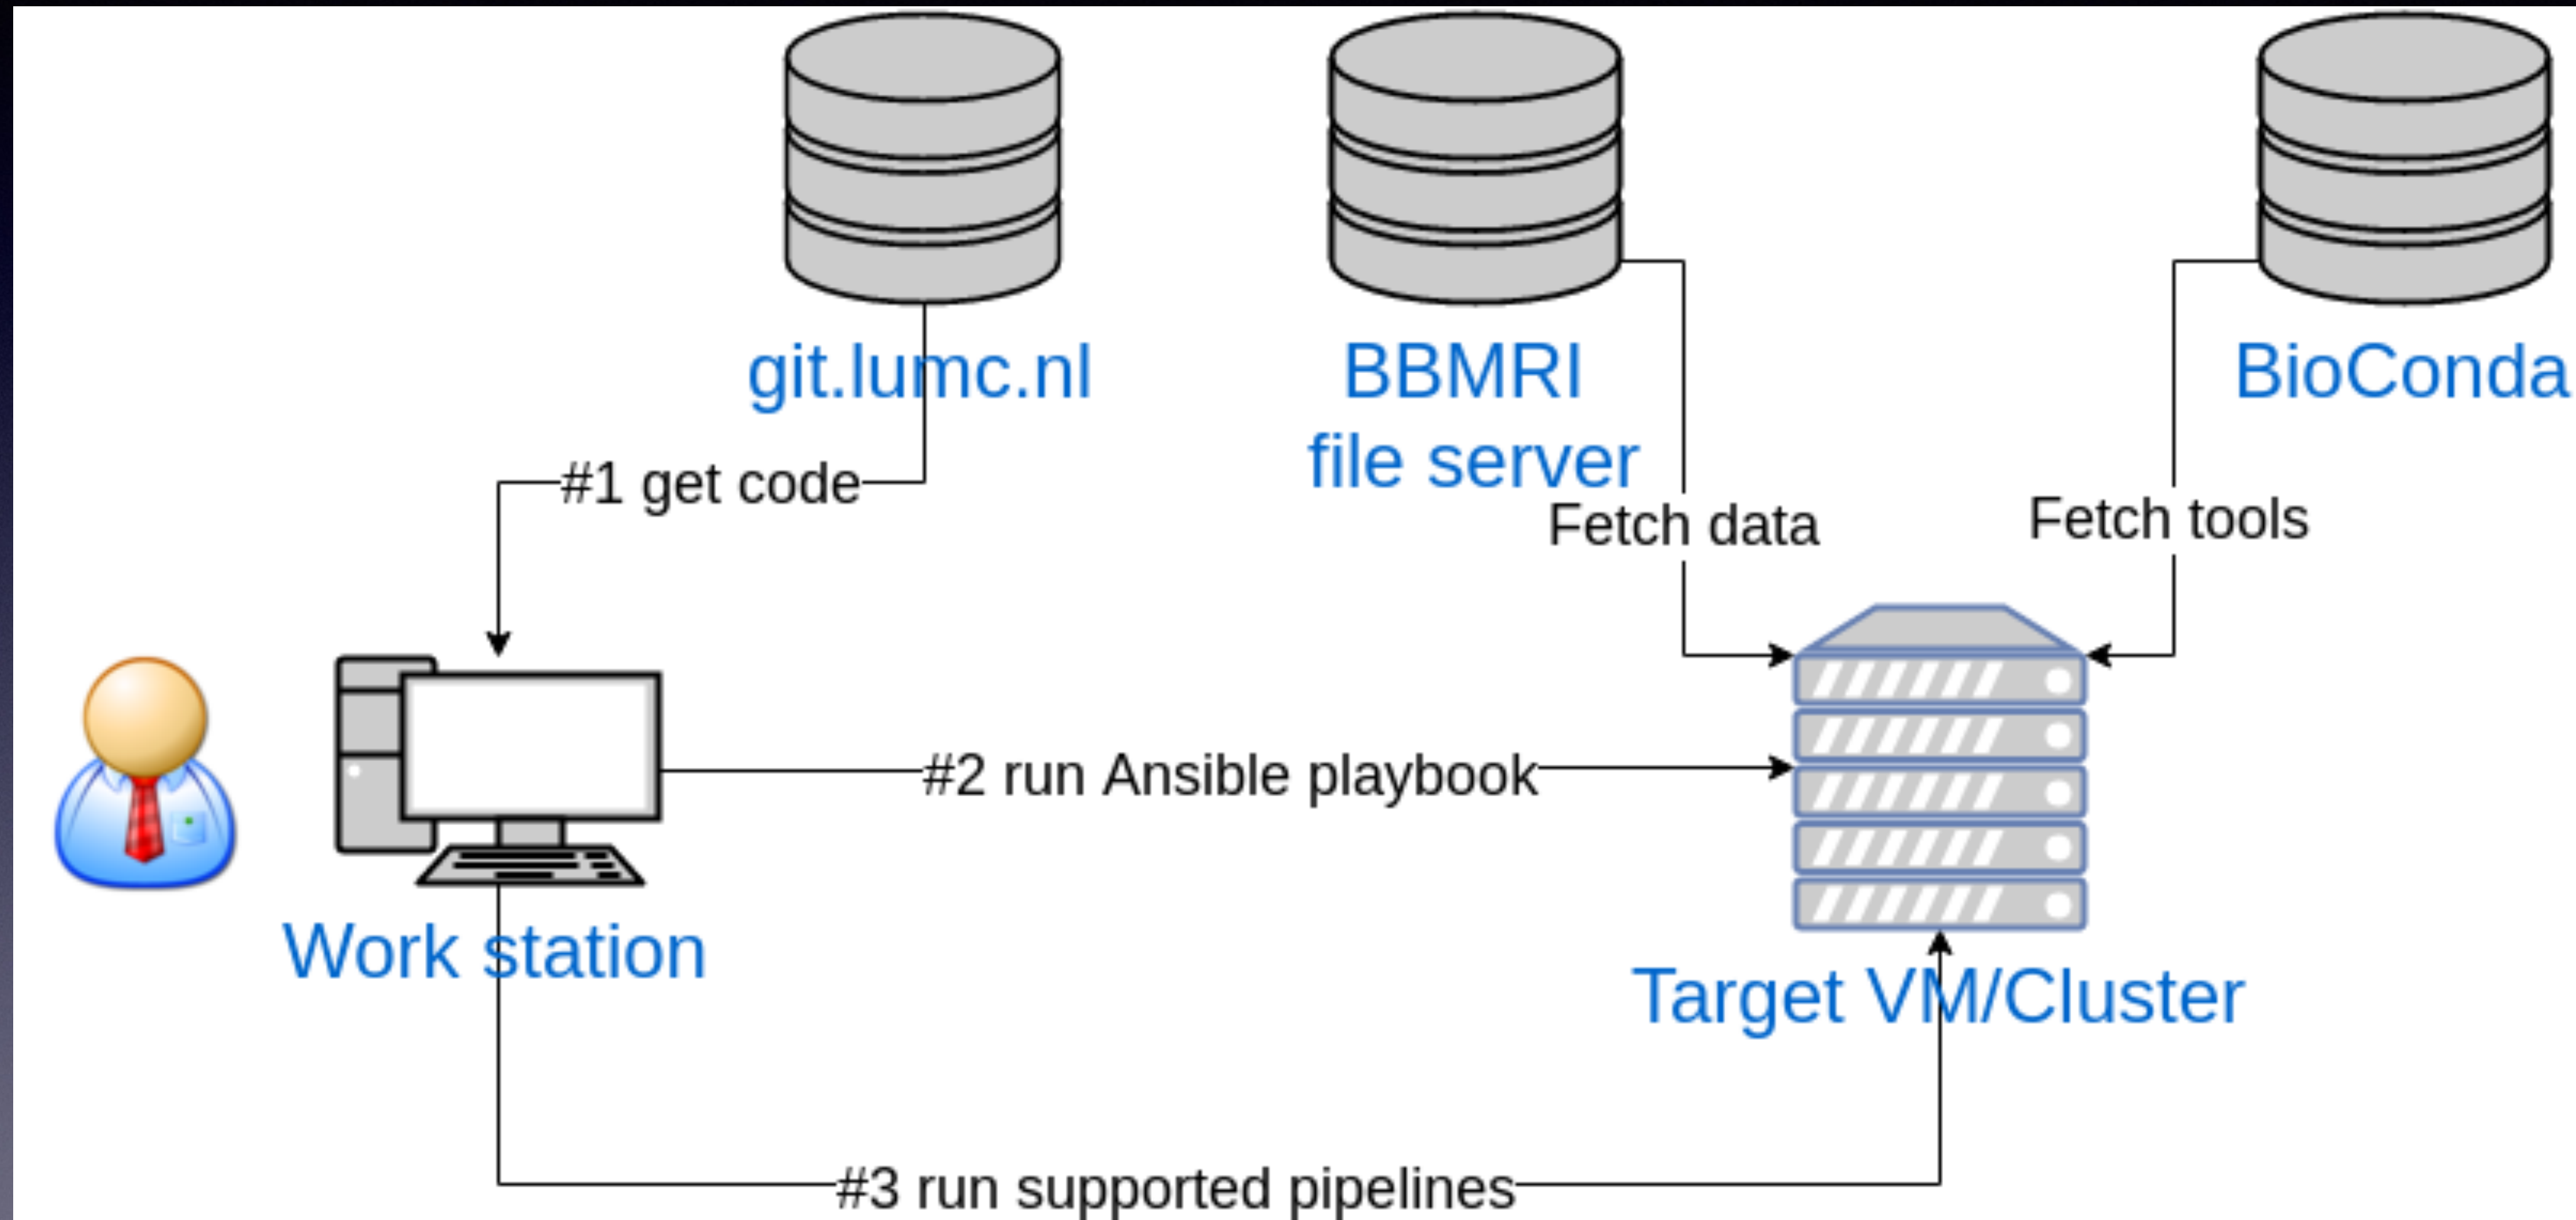 git.lumc.nl
BBMRI
file server
BioConda
#1 get code
Fetch data
Fetch tools
#2 run Ansible playbook
Work station
Target VM/Cluster
#3 run supported pipelines